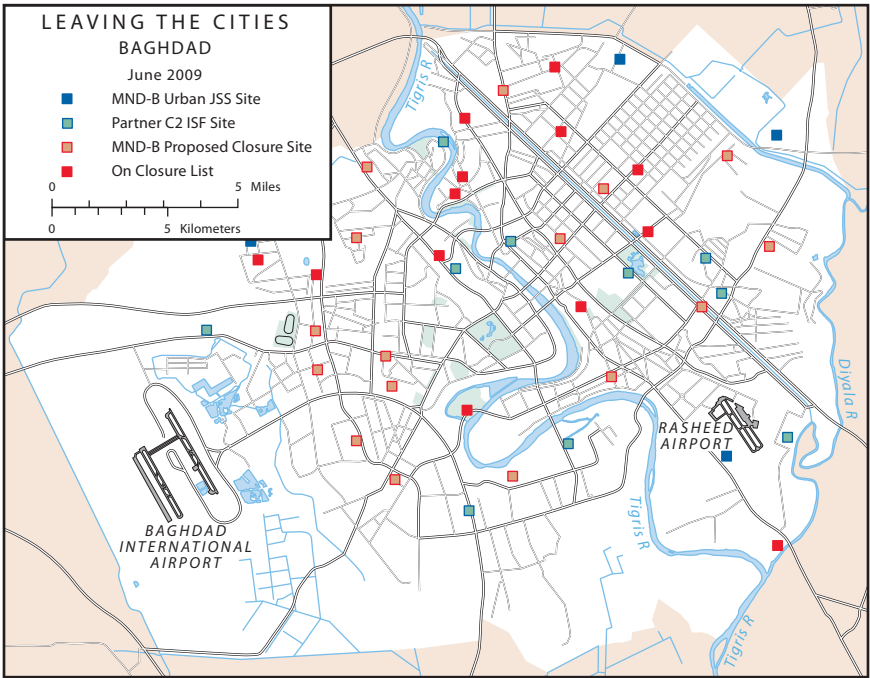 LEAVING THE CITIES
BAGHDAD
June 2009
MND-B Urban JSS Site
Partner C2 ISF Site
MND-B Proposed Closure Site
On Closure List
0 5 Miles
0 5 Kilometers
Tigris R
Diyala R
RASHEED
AIRPORT
BAGHDAD
INTERNATIONAL
AIRPORT
Tigris R
Tigris R